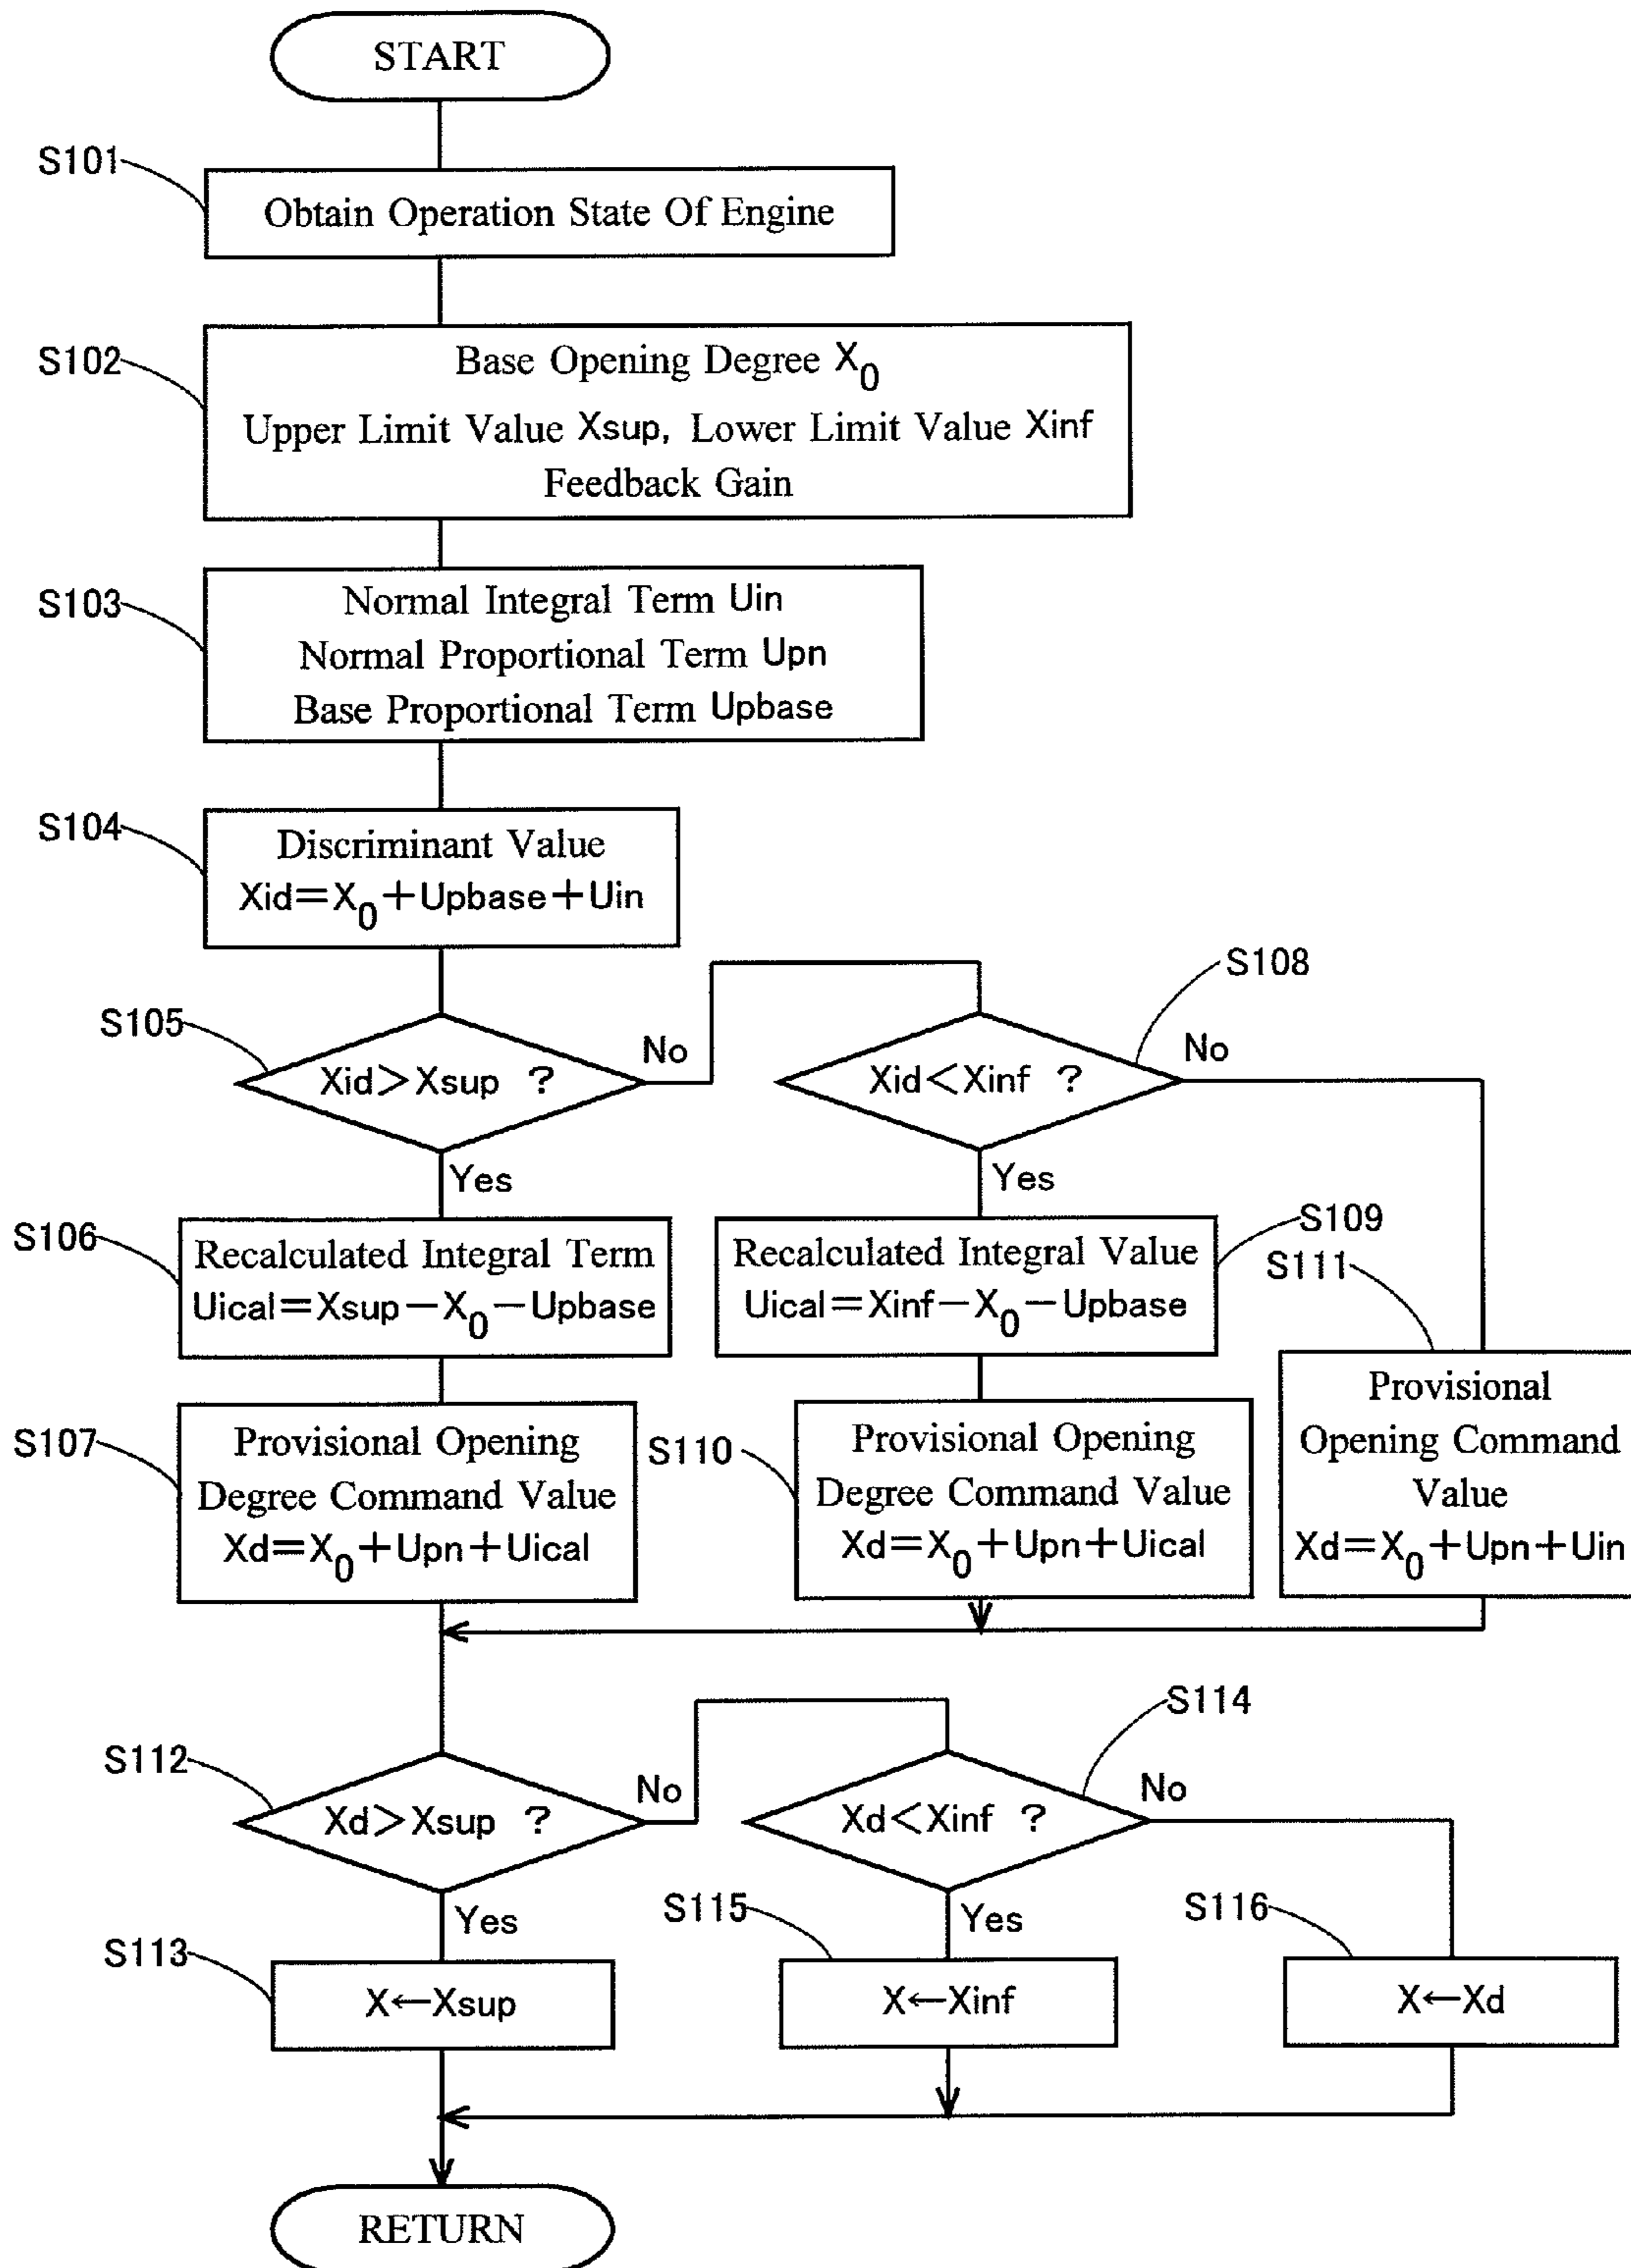 START
S101
Obtain Operation State Of Engine
S102
Base Opening Degree X0
Upper Limit Value Xsup, Lower Limit Value Xinf
Feedback Gain
S103
Normal Integral Term Uin
Normal Proportional Term Upn
Base Proportional Term Upbase
S104
Discriminant Value
Xid=X0+Upbase+Uin
S105
Xid>Xsup ?
No
Yes
S108
Xid<Xinf ?
No
Yes
S106
Recalculated Integral Term
Uical=Xsup−X0−Upbase
S109
Recalculated Integral Value
Uical=Xinf−X0−Upbase
S111
Provisional
Opening Command
Value
Xd=X0+Upn+Uin
S107
Provisional Opening
Degree Command Value
Xd=X0+Upn+Uical
S110
Provisional Opening
Degree Command Value
Xd=X0+Upn+Uical
S112
Xd>Xsup ?
No
Yes
S114
Xd<Xinf ?
No
Yes
S113
X←Xsup
S115
X←Xinf
S116
X←Xd
RETURN